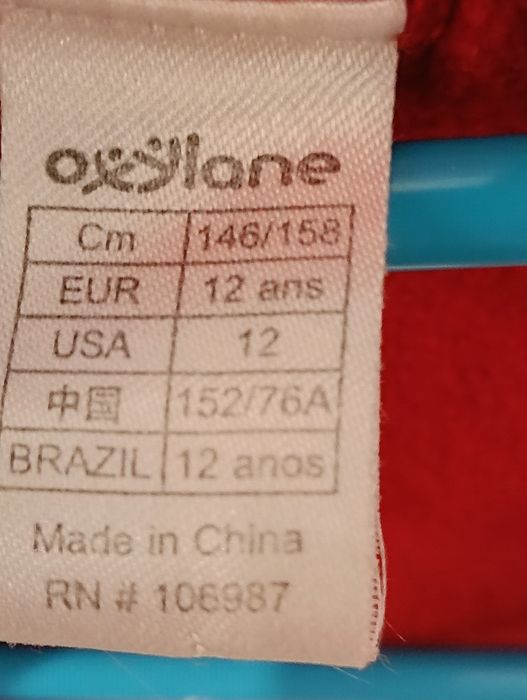 oxylane
Cm 146/158
EUR 12 ans
USA 12
中国 152/76A
BRAZIL 12 anos
Made in China
RN # 106987